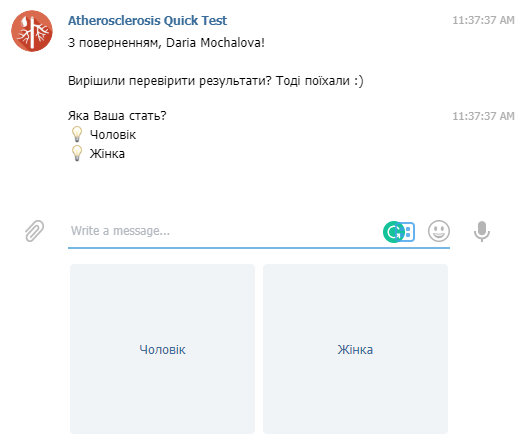 Atherosclerosis Quick Test 11:37:37 AM
З поверненням, Daria Mochalova!
Вирішили перевірити результати? Тоді поїхали :)
Яка Ваша стать? 11:37:37 AM
💡 Чоловік
💡 Жінка
Write a message...
Чоловік Жінка